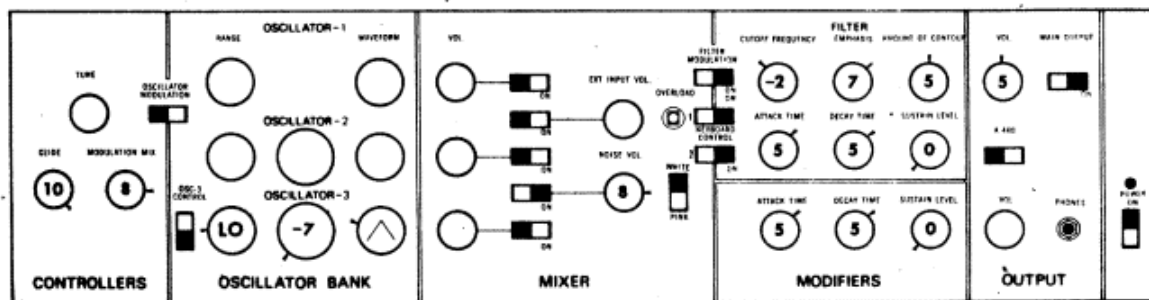 TUNE
OSCILLATOR
MODULATION
GLIDE
MODULATION MIX
10
8
CONTROLLERS
OSCILLATOR-1
RANGE
WAVEFORM
OSCILLATOR-2
OSCILLATOR-3
OSC-3
CONTROL
LO
-7
OSCILLATOR BANK
VOL.
ON
ON
ON
ON
ON
EXT INPUT VOL.
OVERLOAD
NOISE VOL
8
WHITE
PINK
MIXER
FILTER
MODULATION
ON
ON
1
KEYBOARD
CONTROL
2
ON
FILTER
CUTOFF FREQUENCY
EMPHASIS
AMOUNT OF CONTOUR
-2
7
5
ATTACK TIME
DECAY TIME
SUSTAIN LEVEL
5
5
0
ATTACK TIME
DECAY TIME
SUSTAIN LEVEL
5
5
0
MODIFIERS
VOL
MAIN OUTPUT
5
ON
A 440
VOL
PHONES
OUTPUT
POWER
ON